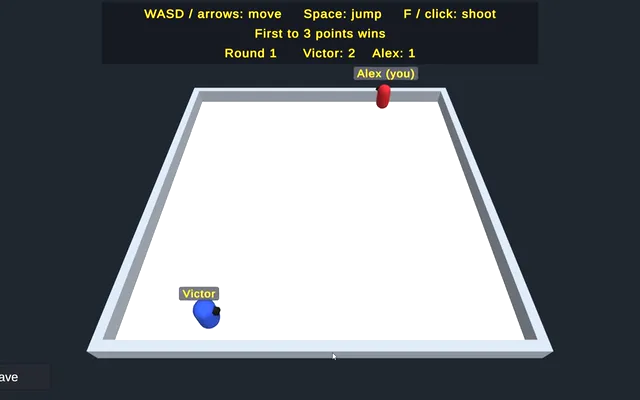 WASD / arrows: move Space: jump F / click: shoot
First to 3 points wins
Round 1 Victor: 2 Alex: 1
Alex (you)
Victor
ave